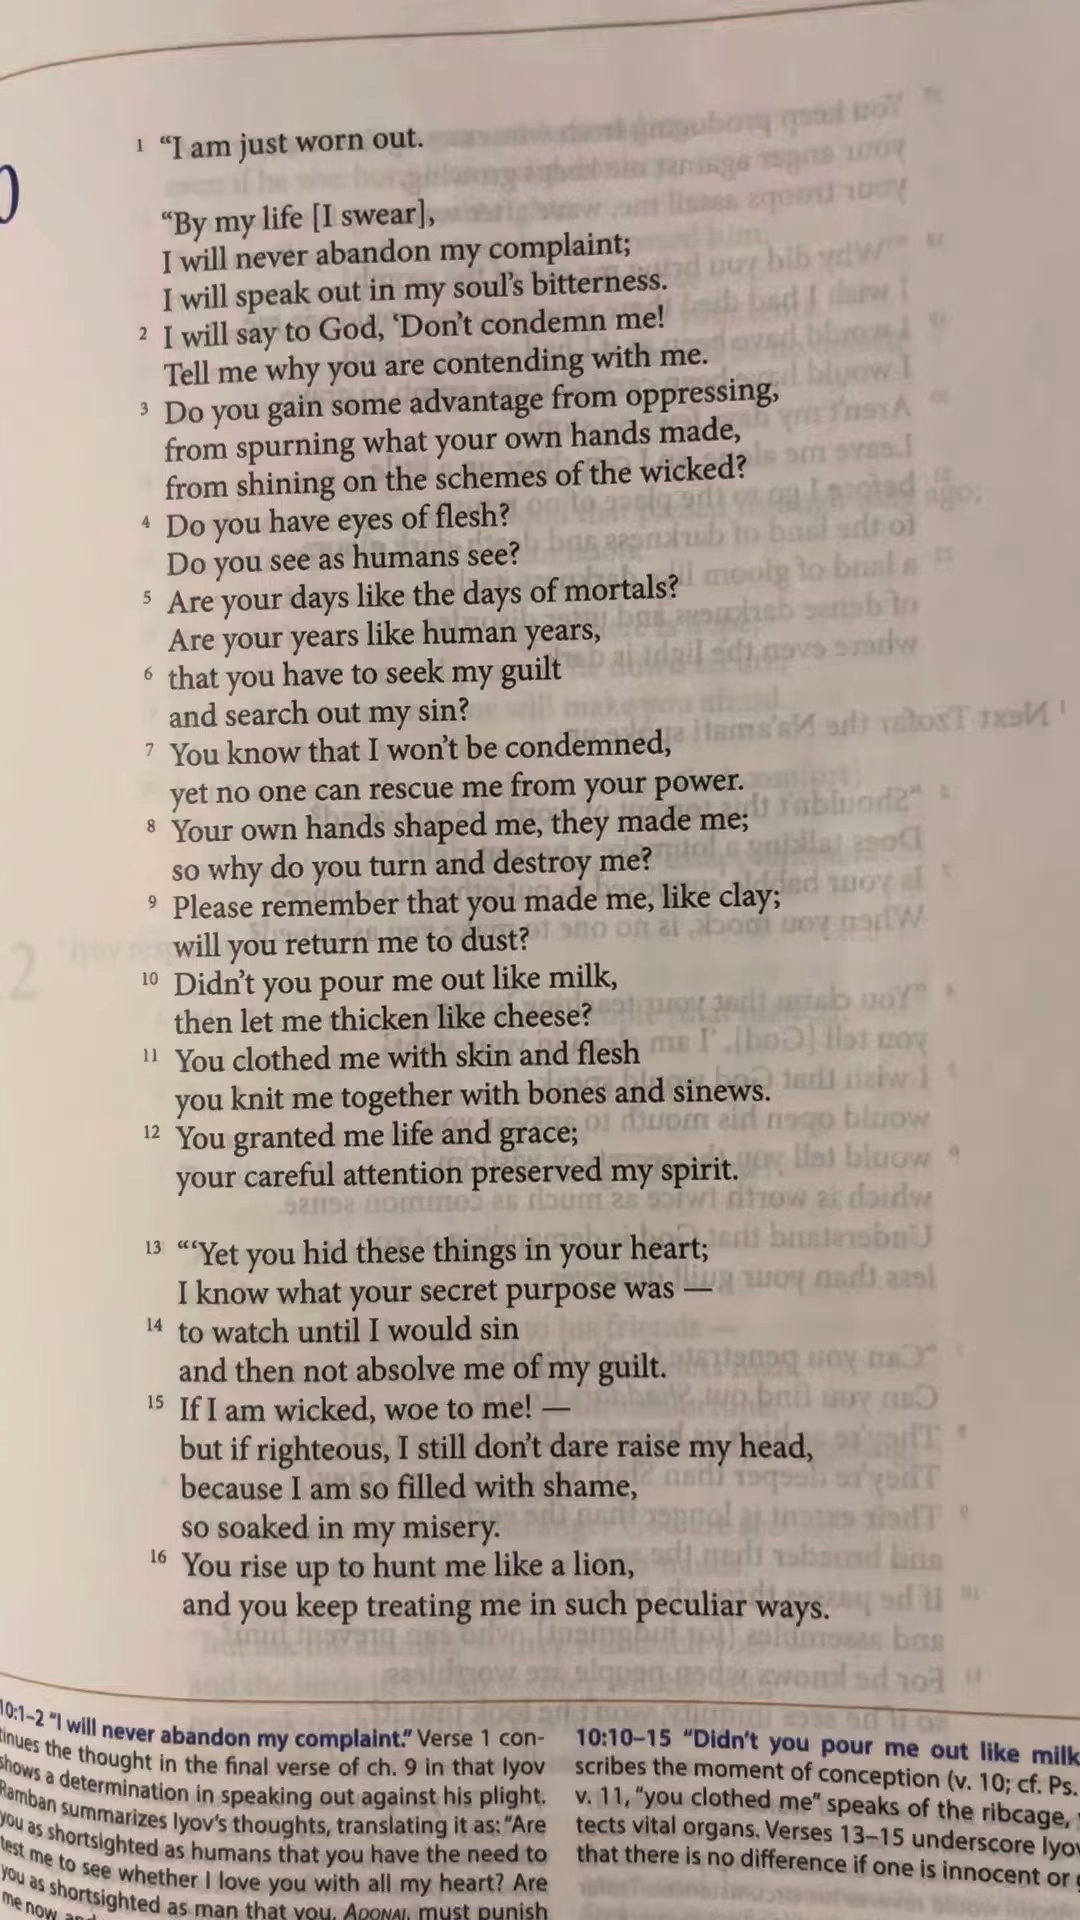 1 “I am just worn out.
“By my life [I swear],
I will never abandon my complaint;
I will speak out in my soul’s bitterness.
2 I will say to God, ‘Don’t condemn me!
Tell me why you are contending with me.
3 Do you gain some advantage from oppressing,
from spurning what your own hands made,
from shining on the schemes of the wicked?
4 Do you have eyes of flesh?
Do you see as humans see?
5 Are your days like the days of mortals?
Are your years like human years,
6 that you have to seek my guilt
and search out my sin?
7 You know that I won’t be condemned,
yet no one can rescue me from your power.
8 Your own hands shaped me, they made me;
so why do you turn and destroy me?
9 Please remember that you made me, like clay;
will you return me to dust?
10 Didn’t you pour me out like milk,
then let me thicken like cheese?
11 You clothed me with skin and flesh
you knit me together with bones and sinews.
12 You granted me life and grace;
your careful attention preserved my spirit.
13 “‘Yet you hid these things in your heart;
I know what your secret purpose was —
14 to watch until I would sin
and then not absolve me of my guilt.
15 If I am wicked, woe to me! —
but if righteous, I still don’t dare raise my head,
because I am so filled with shame,
so soaked in my misery.
16 You rise up to hunt me like a lion,
and you keep treating me in such peculiar ways.
10:1–2 “I will never abandon my complaint.” Verse 1 con-
tinues the thought in the final verse of ch. 9 in that Iyov
shows a determination in speaking out against his plight.
Ramban summarizes Iyov’s thoughts, translating it as: “Are
you as shortsighted as humans that you have the need to
test me to see whether I love you with all my heart? Are
you as shortsighted as man that you, ADONAI, must punish
me now
10:10–15 “Didn’t you pour me out like milk
scribes the moment of conception (v. 10; cf. Ps.
v. 11, “you clothed me” speaks of the ribcage,
tects vital organs. Verses 13–15 underscore Iyov
that there is no difference if one is innocent or